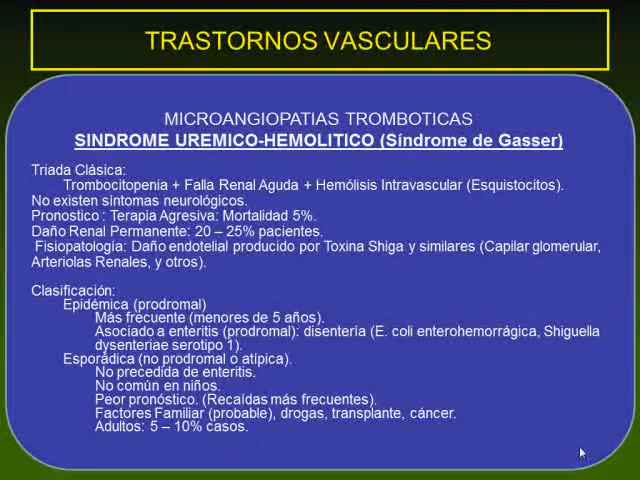 TRASTORNOS VASCULARES
MICROANGIOPATIAS TROMBOTICAS
SINDROME UREMICO-HEMOLITICO (Síndrome de Gasser)
Triada Clásica:
Trombocitopenia + Falla Renal Aguda + Hemólisis Intravascular (Esquistocitos).
No existen síntomas neurológicos.
Pronostico : Terapia Agresiva: Mortalidad 5%.
Daño Renal Permanente: 20 – 25% pacientes.
Fisiopatología: Daño endotelial producido por Toxina Shiga y similares (Capilar glomerular,
Arteriolas Renales, y otros).
Clasificación:
Epidémica (prodromal)
Más frecuente (menores de 5 años).
Asociado a enteritis (prodromal): disentería (E. coli enterohemorrágica, Shiguella
dysenteriae serotipo 1).
Esporádica (no prodromal o atípica).
No precedida de enteritis.
No común en niños.
Peor pronóstico. (Recaídas más frecuentes).
Factores Familiar (probable), drogas, transplante, cáncer.
Adultos: 5 – 10% casos.